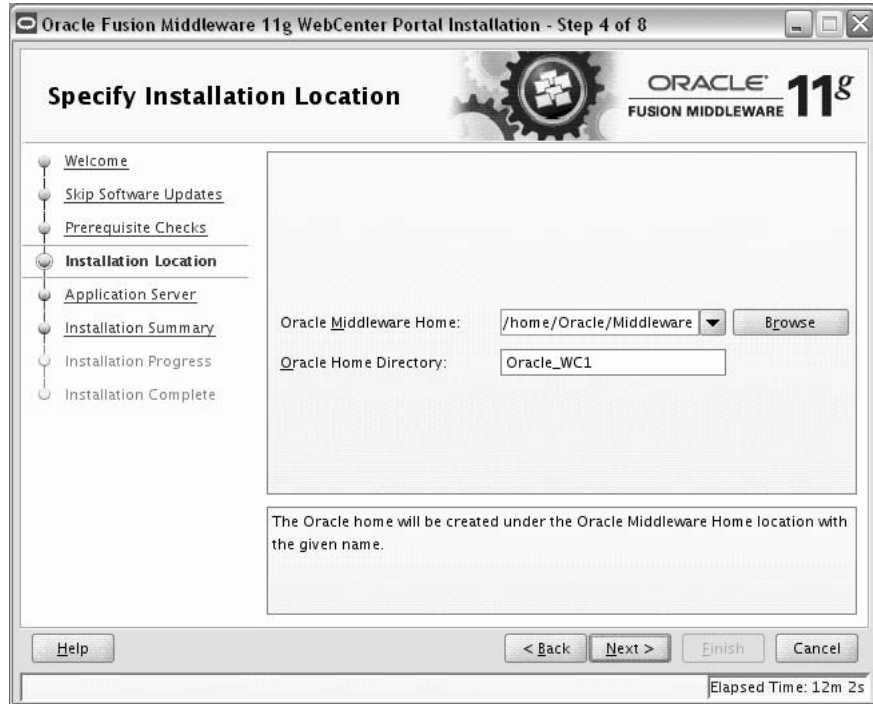 Oracle Fusion Middleware 11g WebCenter Portal Installation - Step 4 of 8
Specify Installation Location
ORACLE
FUSION MIDDLEWARE
11g
Welcome
Skip Software Updates
Prerequisite Checks
Installation Location
Application Server
Installation Summary
Installation Progress
Installation Complete
Oracle Middleware Home:
/home/Oracle/Middleware
Browse
Oracle Home Directory:
Oracle_WC1
The Oracle home will be created under the Oracle Middleware Home location with
the given name.
Help
< Back
Next >
Finish
Cancel
Elapsed Time: 12m 2s